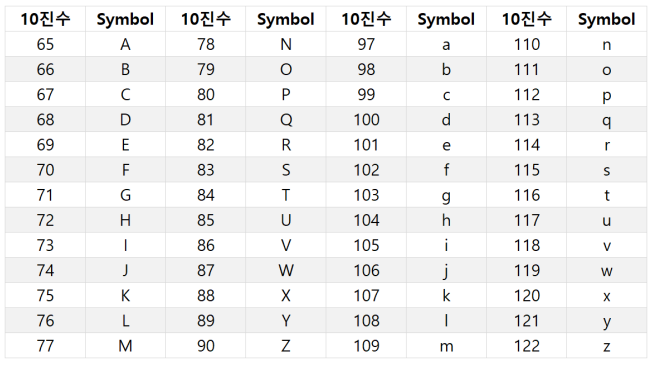 10진수 Symbol 10진수 Symbol 10진수 Symbol 10진수 Symbol
65 A 78 N 97 a 110 n
66 B 79 O 98 b 111 o
67 C 80 P 99 c 112 p
68 D 81 Q 100 d 113 q
69 E 82 R 101 e 114 r
70 F 83 S 102 f 115 s
71 G 84 T 103 g 116 t
72 H 85 U 104 h 117 u
73 I 86 V 105 i 118 v
74 J 87 W 106 j 119 w
75 K 88 X 107 k 120 x
76 L 89 Y 108 l 121 y
77 M 90 Z 109 m 122 z